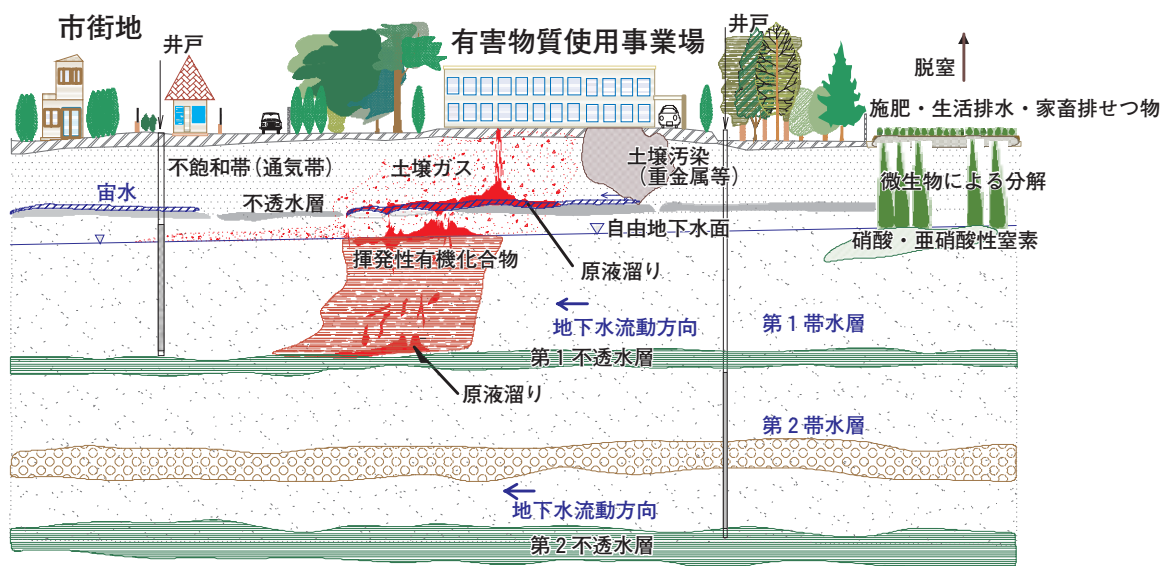 市街地
井戸
有害物質使用事業場
井戸
脱窒
施肥・生活排水・家畜排せつ物
不飽和帯（通気帯）
土壌ガス
土壌汚染
（重金属等）
微生物による分解
宙水
不透水層
自由地下水面
硝酸・亜硝酸性窒素
揮発性有機化合物
原液溜り
地下水流動方向
第１帯水層
第１不透水層
原液溜り
第２帯水層
地下水流動方向
第２不透水層